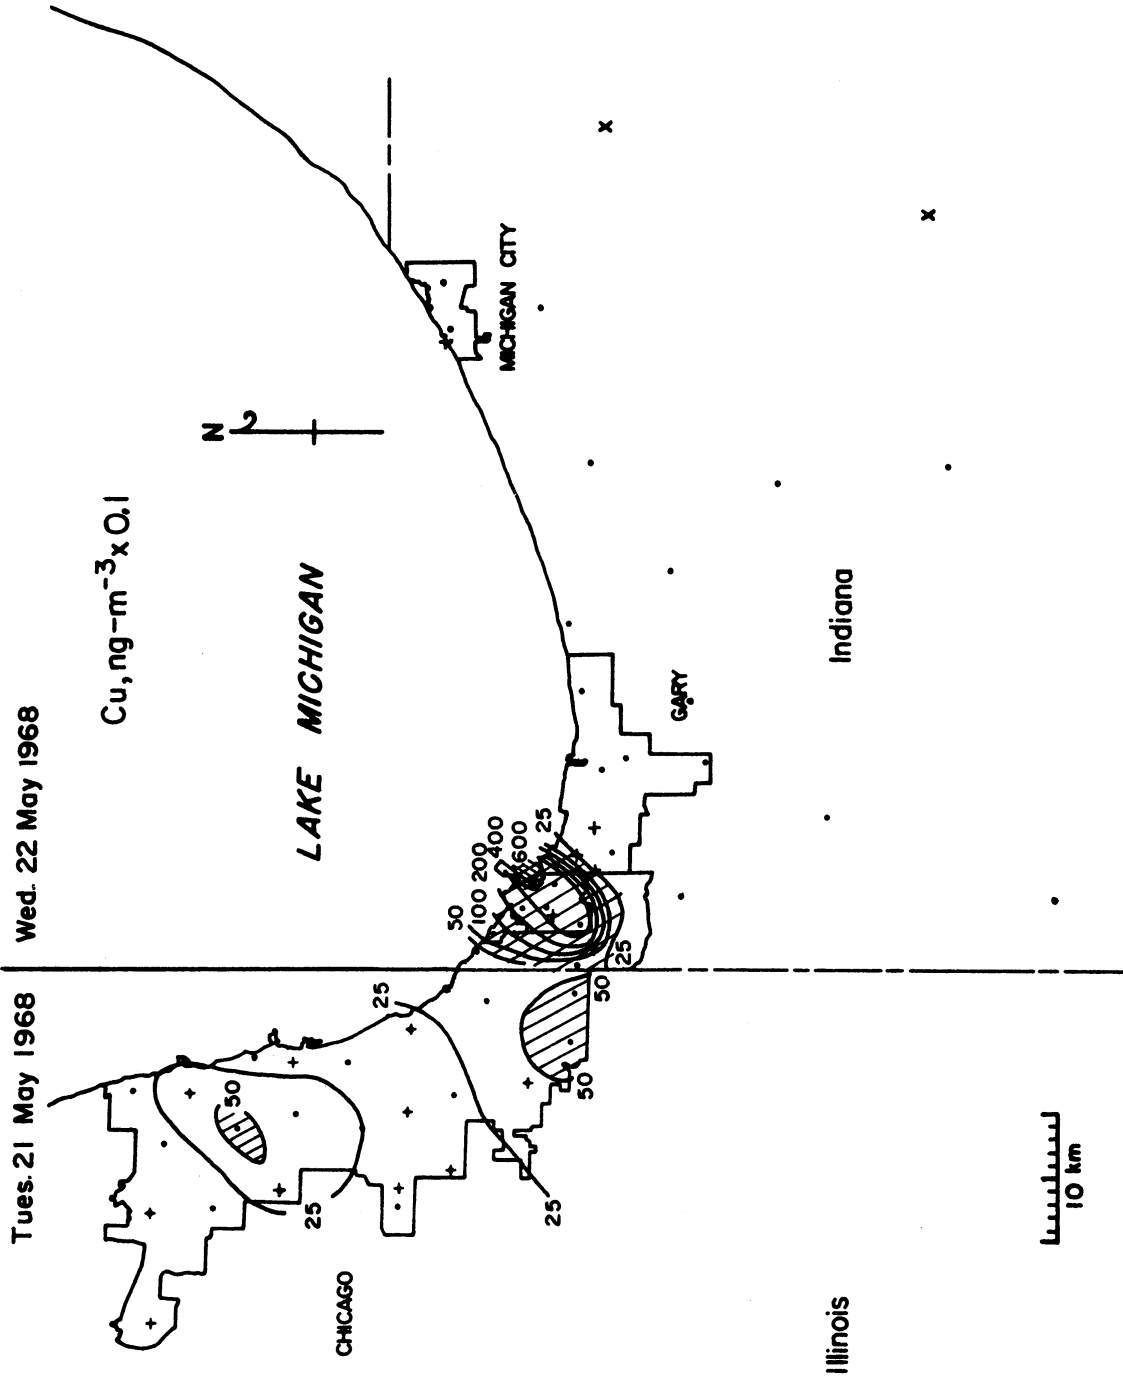 Tues. 21 May 1968
Wed. 22 May 1968
Cu, ng-m⁻³ x 0.1
N
LAKE MICHIGAN
MICHIGAN CITY
CHICAGO
GARY
Illinois
Indiana
50
25
25
25
50
50
50
100
200
400
600
25
25
10 km